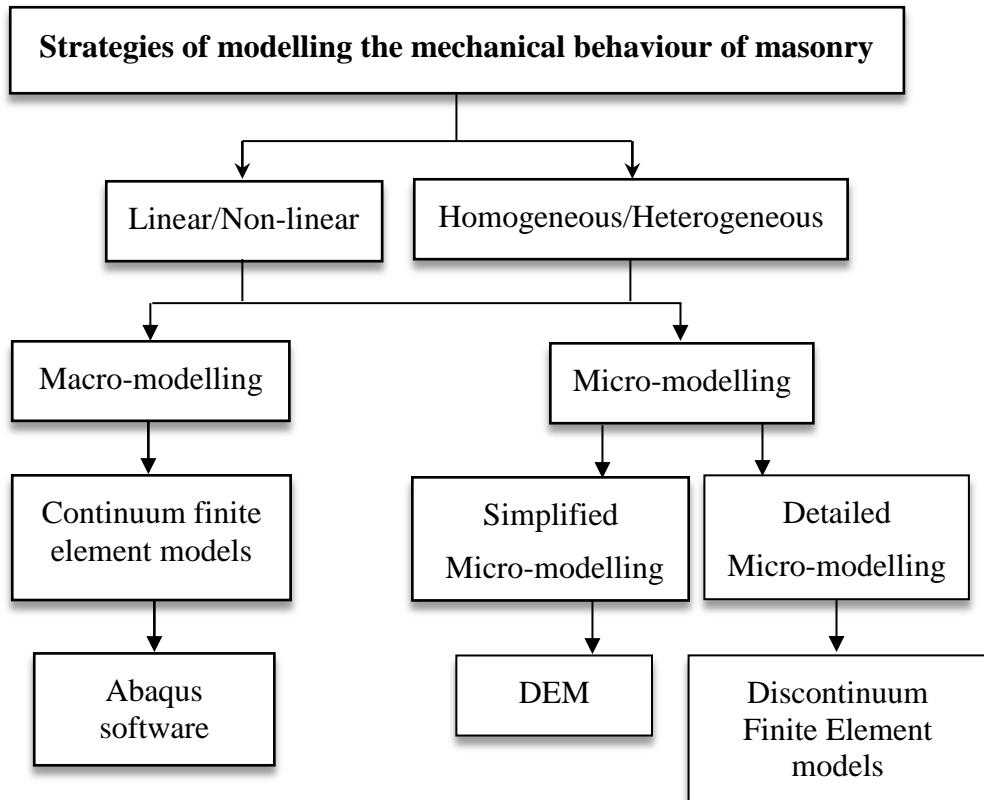 Strategies of modelling the mechanical behaviour of masonry
Linear/Non-linear
Homogeneous/Heterogeneous
Macro-modelling
Micro-modelling
Continuum finite
element models
Simplified
Micro-modelling
Detailed
Micro-modelling
Abaqus
software
DEM
Discontinuum
Finite Element
models